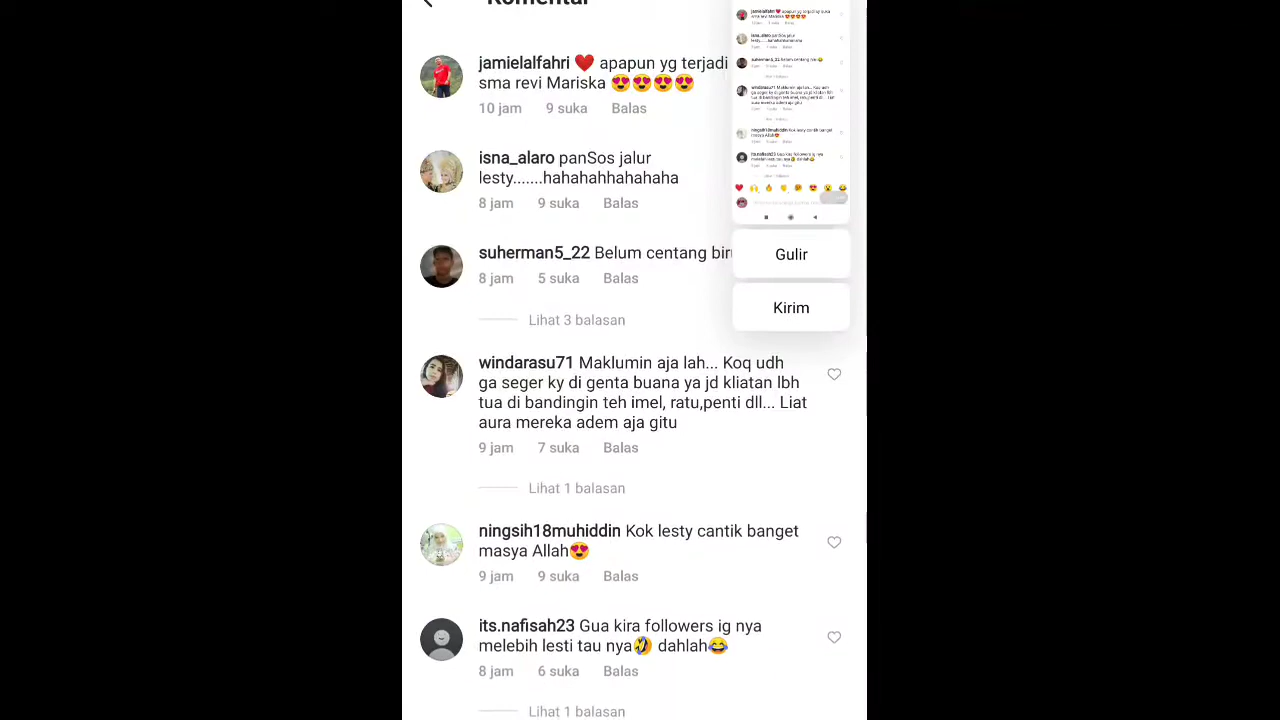 Komentar
jamielalfahri ❤️ apapun yg terjadi
sma revi Mariska 😍😍😍😍
10 jam 9 suka Balas
isna_alaro panSos jalur
lesty.......hahahahhahahaha
8 jam 9 suka Balas
suherman5_22 Belum centang biru
8 jam 5 suka Balas
Lihat 3 balasan
windarasu71 Maklumin aja lah... Koq udh
ga seger ky di genta buana ya jd kliatan lbh
tua di bandingin teh imel, ratu,penti dll... Liat
aura mereka adem aja gitu
9 jam 7 suka Balas
Lihat 1 balasan
ningsih18muhiddin Kok lesty cantik banget
masya Allah😍
9 jam 9 suka Balas
its.nafisah23 Gua kira followers ig nya
melebih lesti tau nya🤣 dahlah😂
8 jam 6 suka Balas
Lihat 1 balasan
Gulir
Kirim